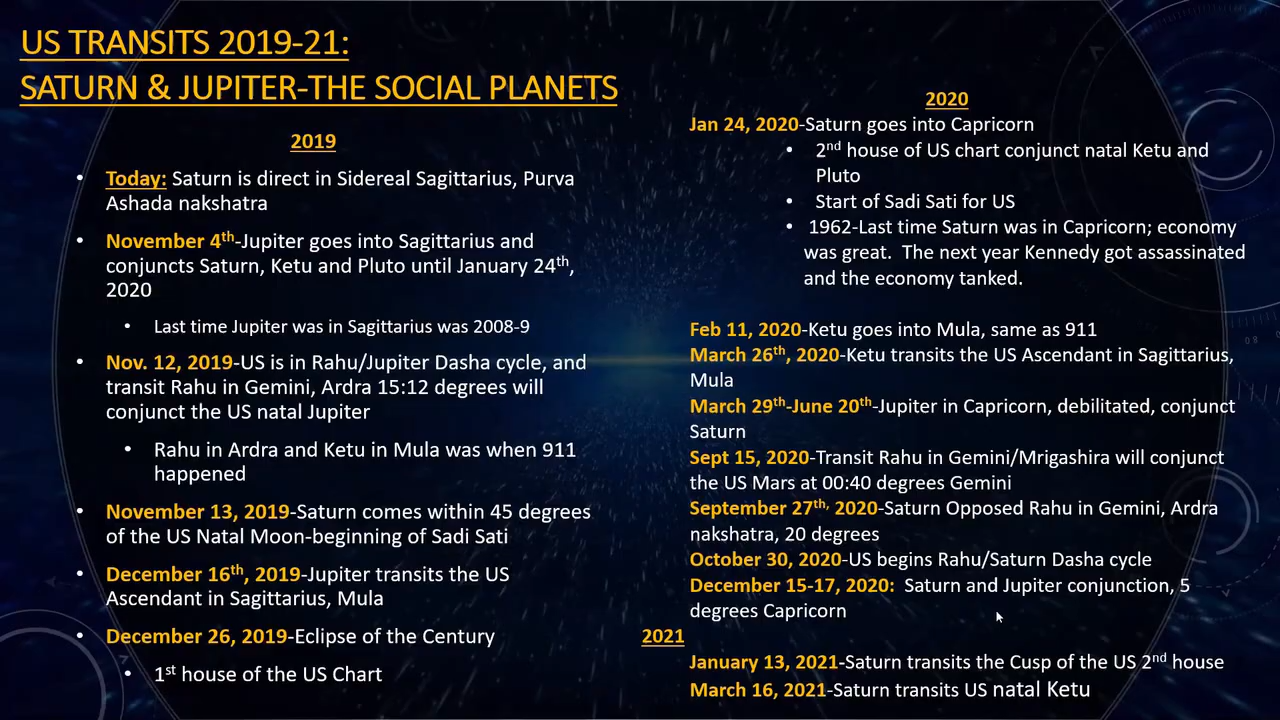 US TRANSITS 2019-21:
SATURN & JUPITER-THE SOCIAL PLANETS
2019
• Today: Saturn is direct in Sidereal Sagittarius, Purva
Ashada nakshatra
• November 4th-Jupiter goes into Sagittarius and
conjuncts Saturn, Ketu and Pluto until January 24th,
2020
• Last time Jupiter was in Sagittarius was 2008-9
• Nov. 12, 2019-US is in Rahu/Jupiter Dasha cycle, and
transit Rahu in Gemini, Ardra 15:12 degrees will
conjunct the US natal Jupiter
• Rahu in Ardra and Ketu in Mula was when 911
happened
• November 13, 2019-Saturn comes within 45 degrees
of the US Natal Moon-beginning of Sadi Sati
• December 16th, 2019-Jupiter transits the US
Ascendant in Sagittarius, Mula
• December 26, 2019-Eclipse of the Century
• 1st house of the US Chart
2020
Jan 24, 2020-Saturn goes into Capricorn
• 2nd house of US chart conjunct natal Ketu and
Pluto
• Start of Sadi Sati for US
• 1962-Last time Saturn was in Capricorn; economy
was great. The next year Kennedy got assassinated
and the economy tanked.
Feb 11, 2020-Ketu goes into Mula, same as 911
March 26th, 2020-Ketu transits the US Ascendant in Sagittarius,
Mula
March 29th-June 20th-Jupiter in Capricorn, debilitated, conjunct
Saturn
Sept 15, 2020-Transit Rahu in Gemini/Mrigashira will conjunct
the US Mars at 00:40 degrees Gemini
September 27th, 2020-Saturn Opposed Rahu in Gemini, Ardra
nakshatra, 20 degrees
October 30, 2020-US begins Rahu/Saturn Dasha cycle
December 15-17, 2020: Saturn and Jupiter conjunction, 5
degrees Capricorn
2021
January 13, 2021-Saturn transits the Cusp of the US 2nd house
March 16, 2021-Saturn transits US natal Ketu